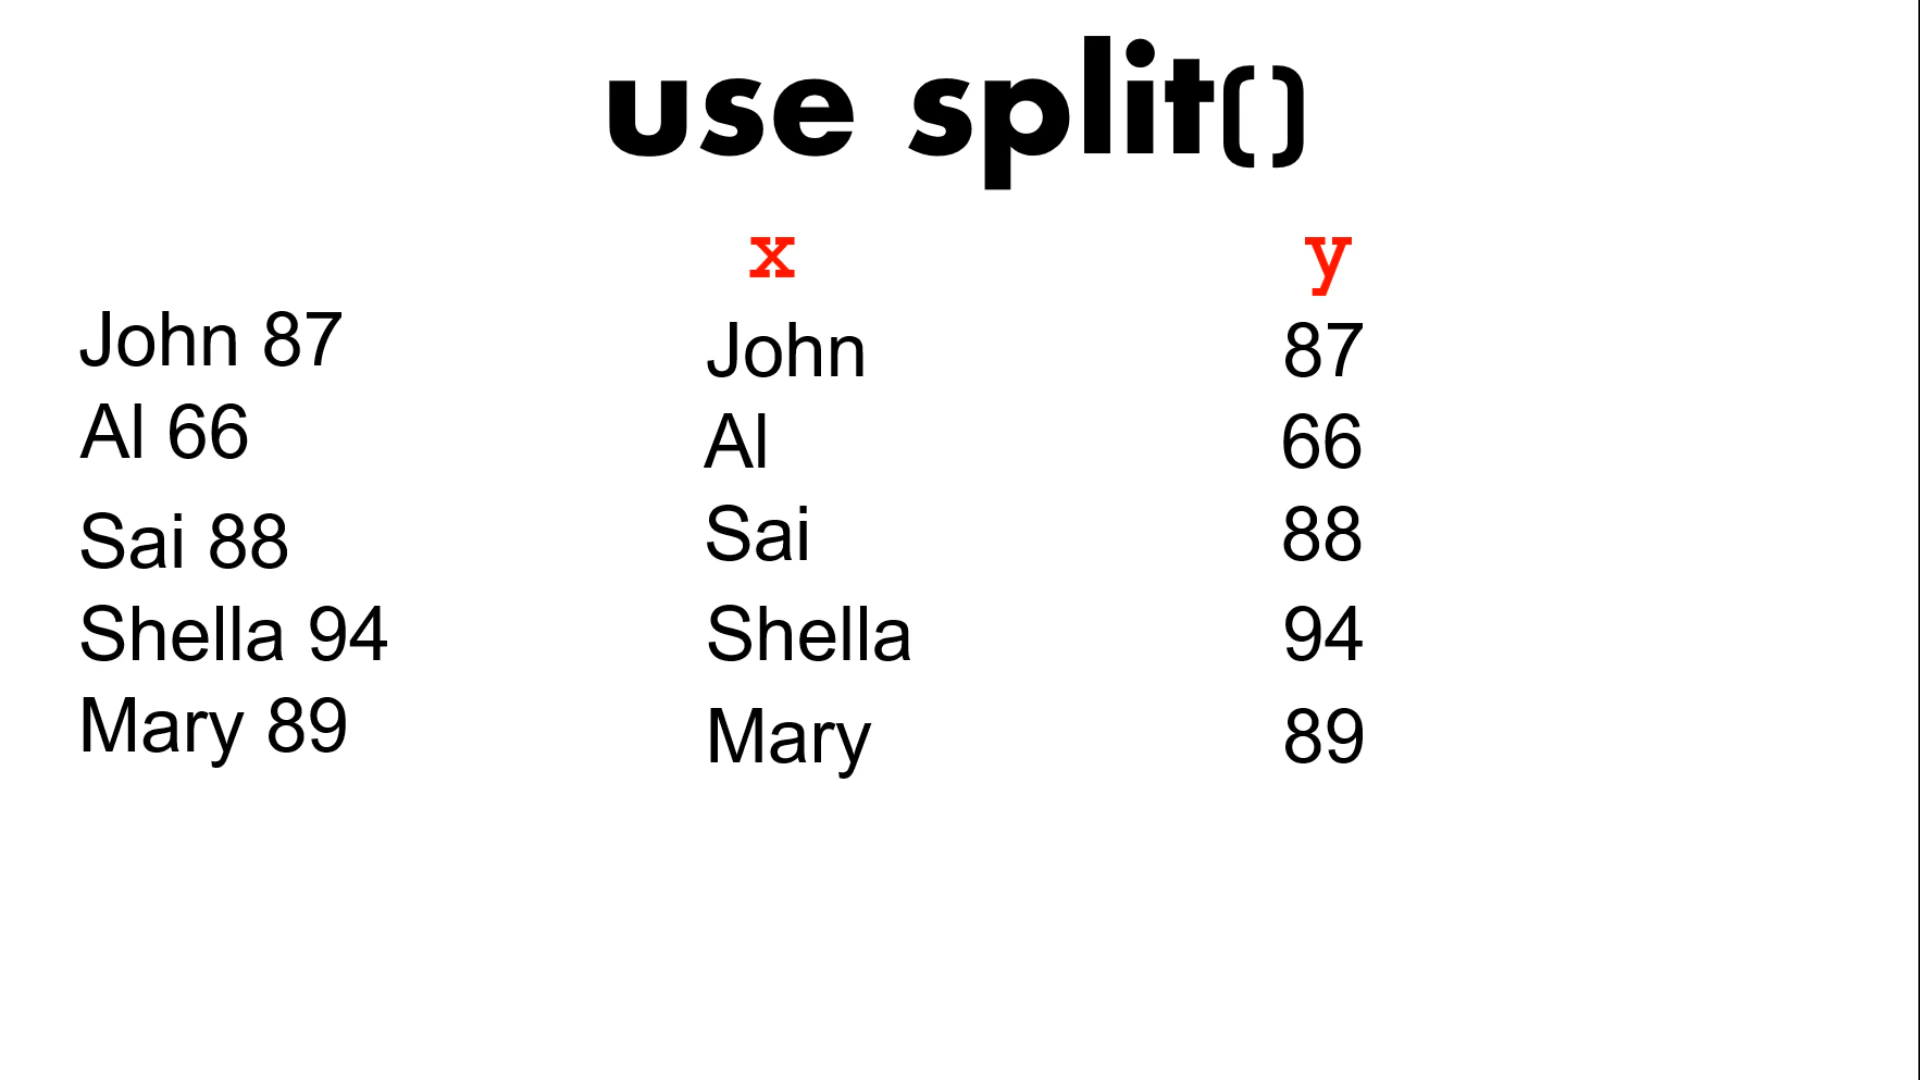 use split()
x y
John 87 John 87
Al 66 Al 66
Sai 88 Sai 88
Shella 94 Shella 94
Mary 89 Mary 89